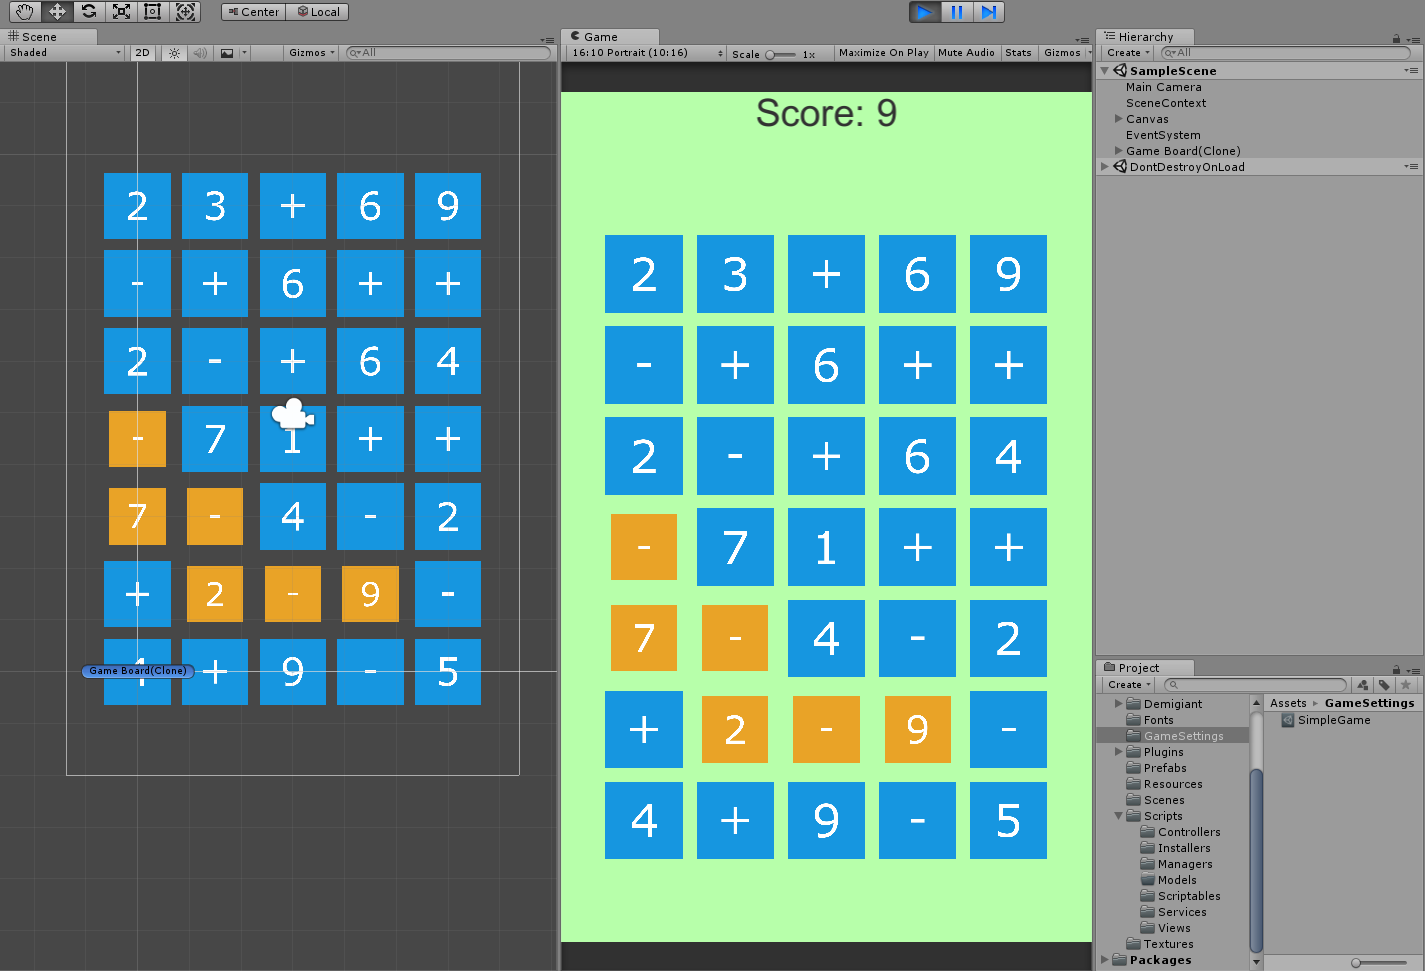 Center Local
Scene
Shaded 2D Gizmos All
2 3 + 6 9
- + 6 + +
2 - + 6 4
- 7 1 + +
7 - 4 - 2
+ 2 - 9 -
Game Board(Clone) + 9 - 5
Game
16:10 Portrait (10:16) Scale 1x Maximize On Play Mute Audio Stats Gizmos
Score: 9
2 3 + 6 9
- + 6 + +
2 - + 6 4
- 7 1 + +
7 - 4 - 2
+ 2 - 9 -
4 + 9 - 5
Hierarchy
Create All
SampleScene
Main Camera
SceneContext
Canvas
EventSystem
Game Board(Clone)
DontDestroyOnLoad
Project
Create
Demigiant
Fonts
GameSettings
Plugins
Prefabs
Resources
Scenes
Scripts
Controllers
Installers
Managers
Models
Scriptables
Services
Views
Textures
Packages
Assets GameSettings
SimpleGame